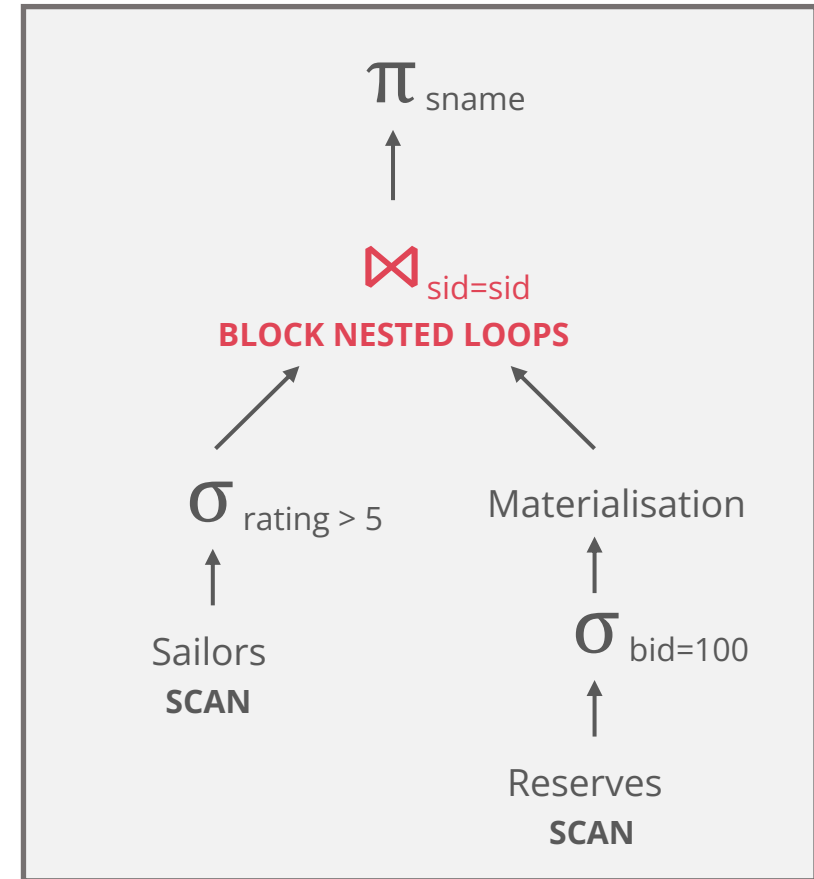 π sname
⋈ sid=sid
BLOCK NESTED LOOPS
σ rating > 5
Materialisation
σ bid=100
Sailors
SCAN
Reserves
SCAN